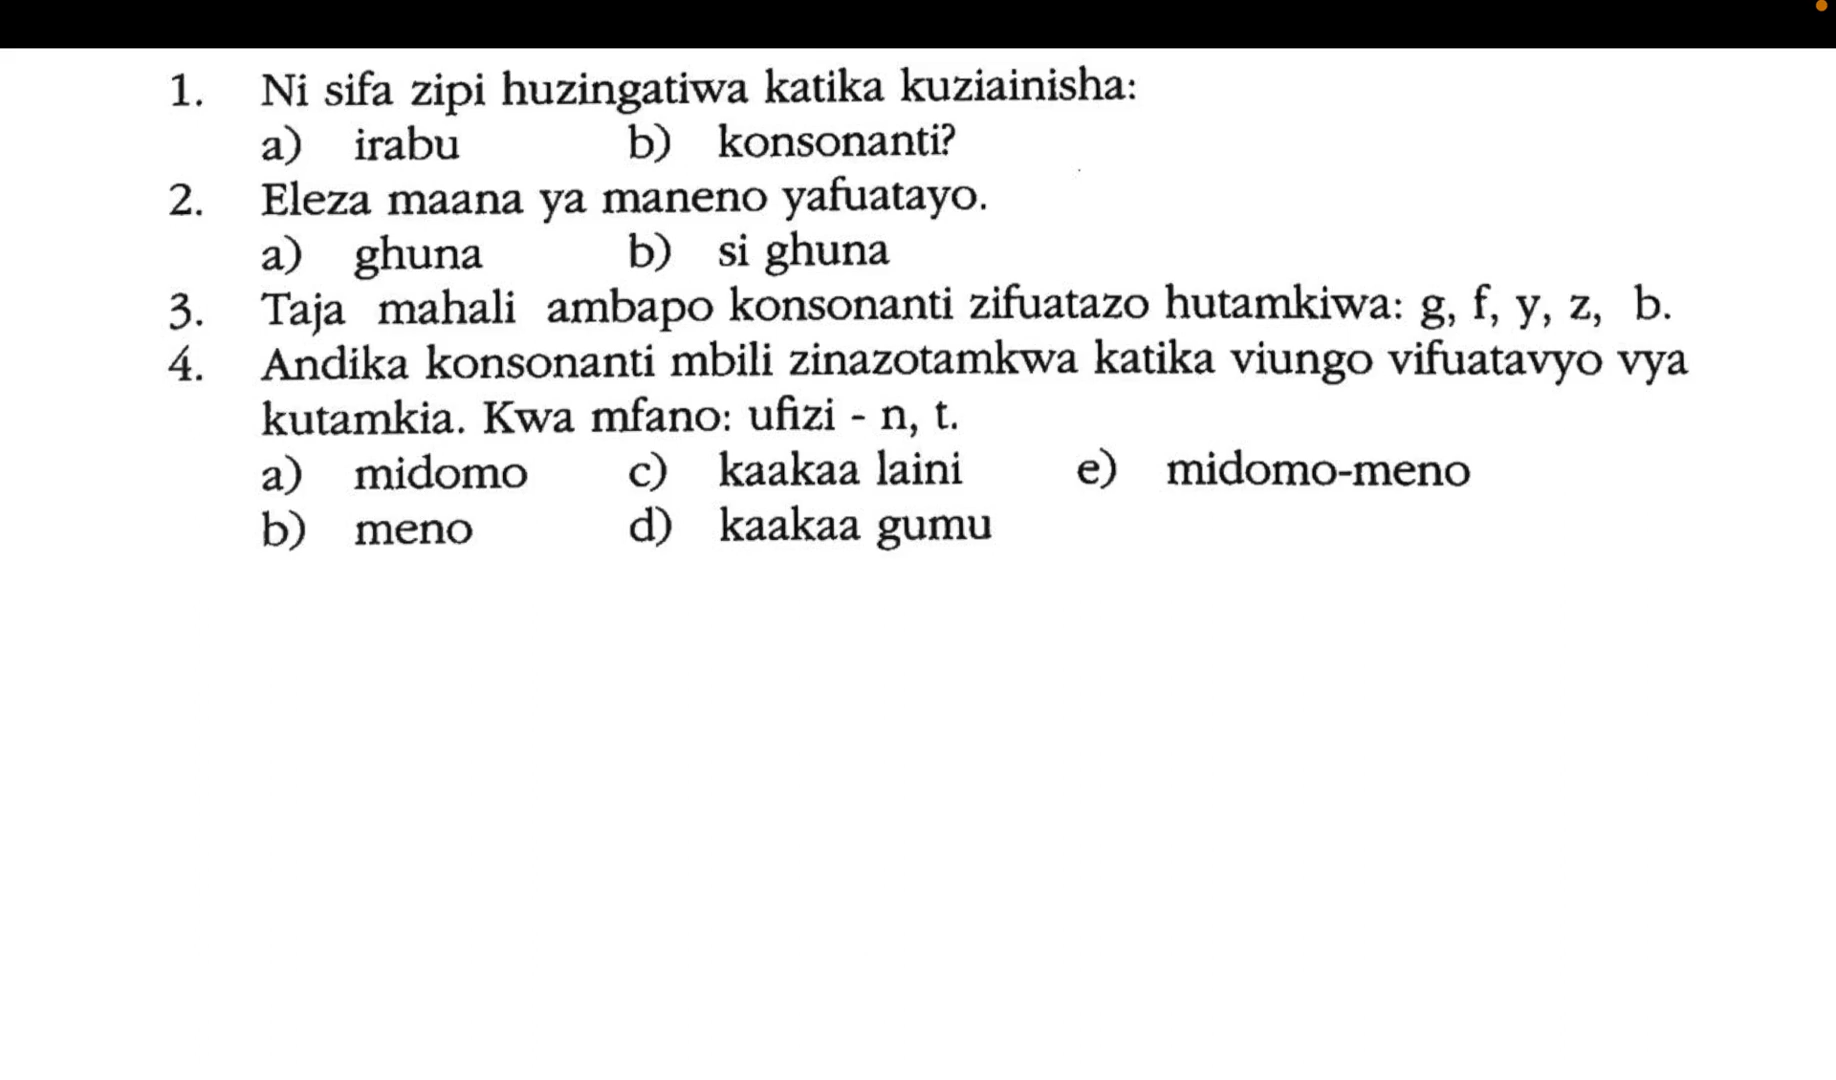 1. Ni sifa zipi huzingatiwa katika kuziainisha:
a) irabu b) konsonanti?
2. Eleza maana ya maneno yafuatayo.
a) ghuna b) si ghuna
3. Taja mahali ambapo konsonanti zifuatazo hutamkiwa: g, f, y, z, b.
4. Andika konsonanti mbili zinazotamkwa katika viungo vifuatavyo vya
kutamkia. Kwa mfano: ufizi - n, t.
a) midomo c) kaakaa laini e) midomo-meno
b) meno d) kaakaa gumu